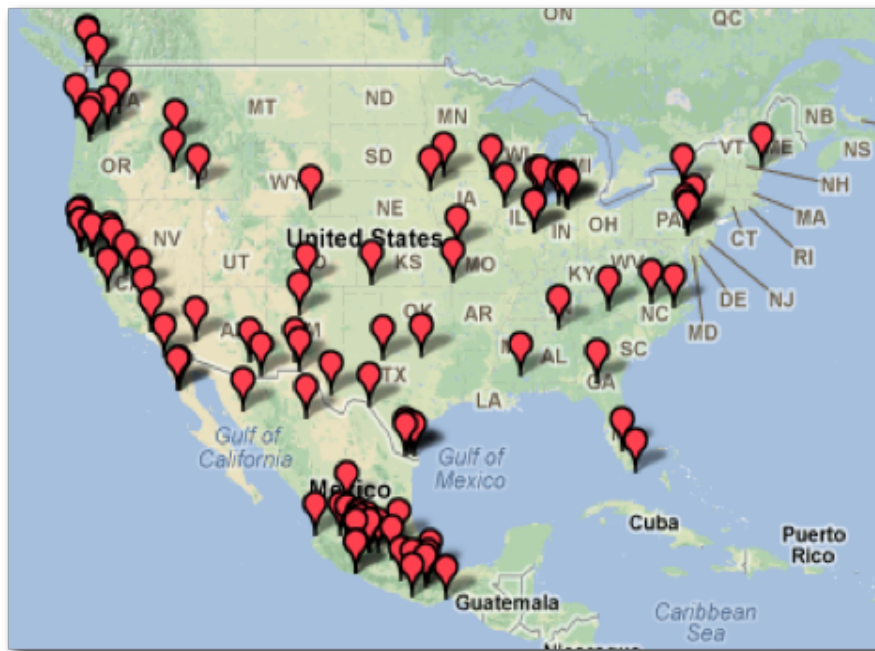 ON
QC
MT
ND
MN
NB
VT
ME
NS
OR
SD
WI
MI
ID
WY
NH
IA
NE
IL
IN
OH
PA
MA
NV
United States
CT
UT
KS
MO
KY
WV
RI
DE
NJ
OK
AR
NC
MD
AL
SC
TX
GA
LA
Gulf of
California
Gulf of
Mexico
Mexico
Cuba
Puerto
Rico
Guatemala
Caribbean
Sea
Nicaragua